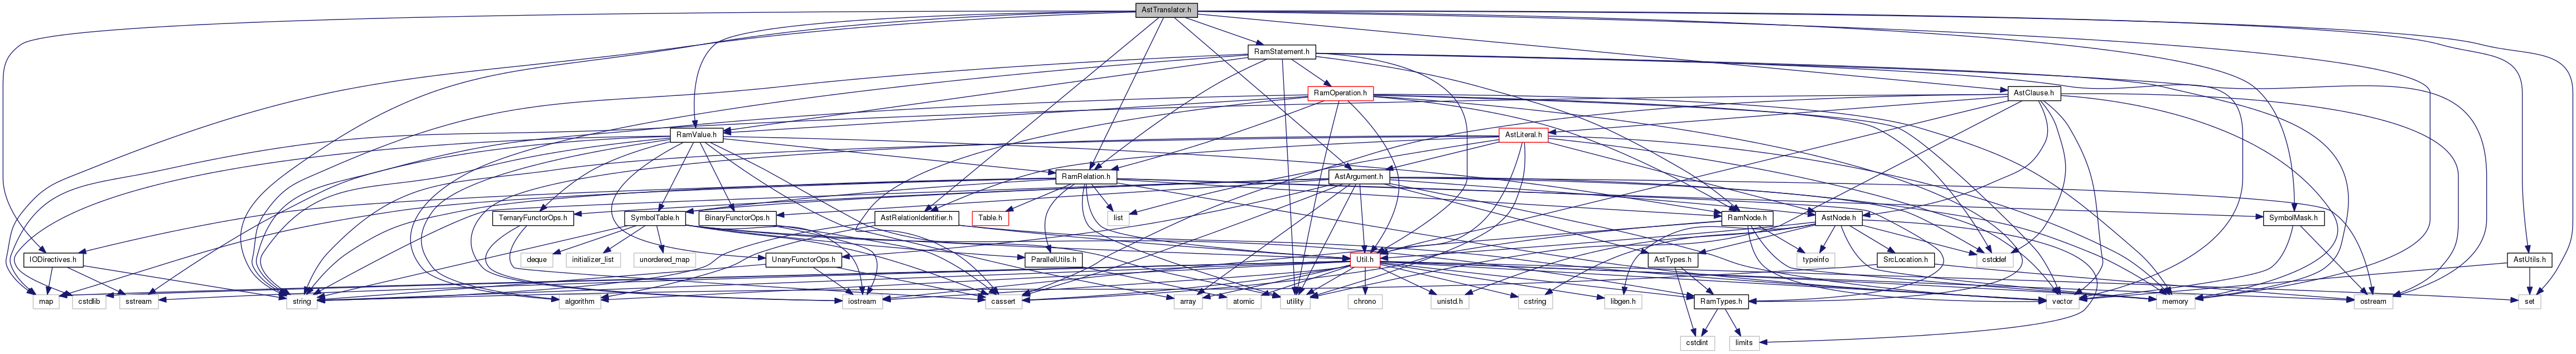 AstTranslator.h
RamStatement.h
RamOperation.h
AstClause.h
RamValue.h
AstLiteral.h
RamRelation.h
AstArgument.h
TernaryFunctorOps.h
SymbolTable.h
BinaryFunctorOps.h
AstRelationIdentifier.h
Table.h
list
RamNode.h
AstNode.h
SymbolMask.h
IODirectives.h
deque
initializer_list
unordered_map
UnaryFunctorOps.h
ParallelUtils.h
Util.h
AstTypes.h
typeinfo
SrcLocation.h
cstddef
AstUtils.h
map
cstdlib
sstream
string
algorithm
iostream
cassert
array
atomic
utility
chrono
unistd.h
cstring
libgen.h
RamTypes.h
vector
memory
ostream
set
cstdint
limits